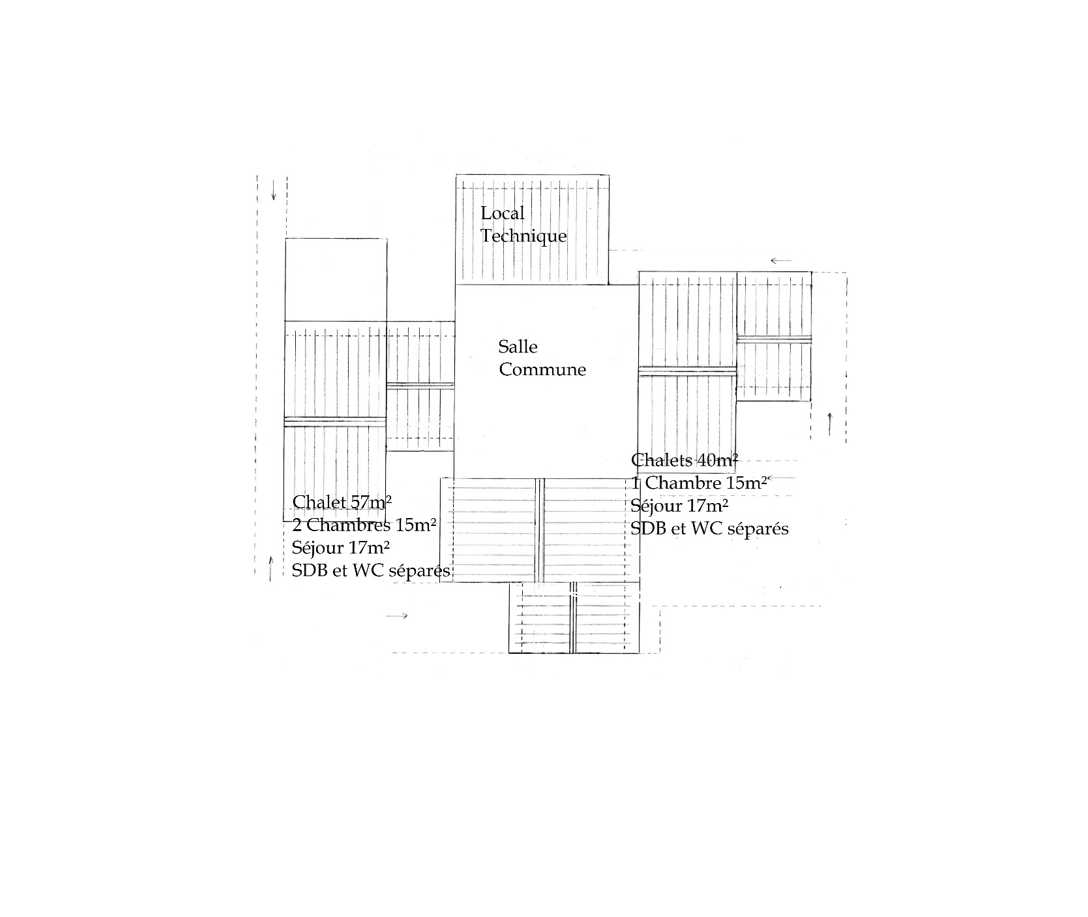 Local
Technique
Salle
Commune
Chalets 40m²
1 Chambre 15m²
Séjour 17m²
SDB et WC séparés
Chalet 57m²
2 Chambres 15m²
Séjour 17m²
SDB et WC séparés